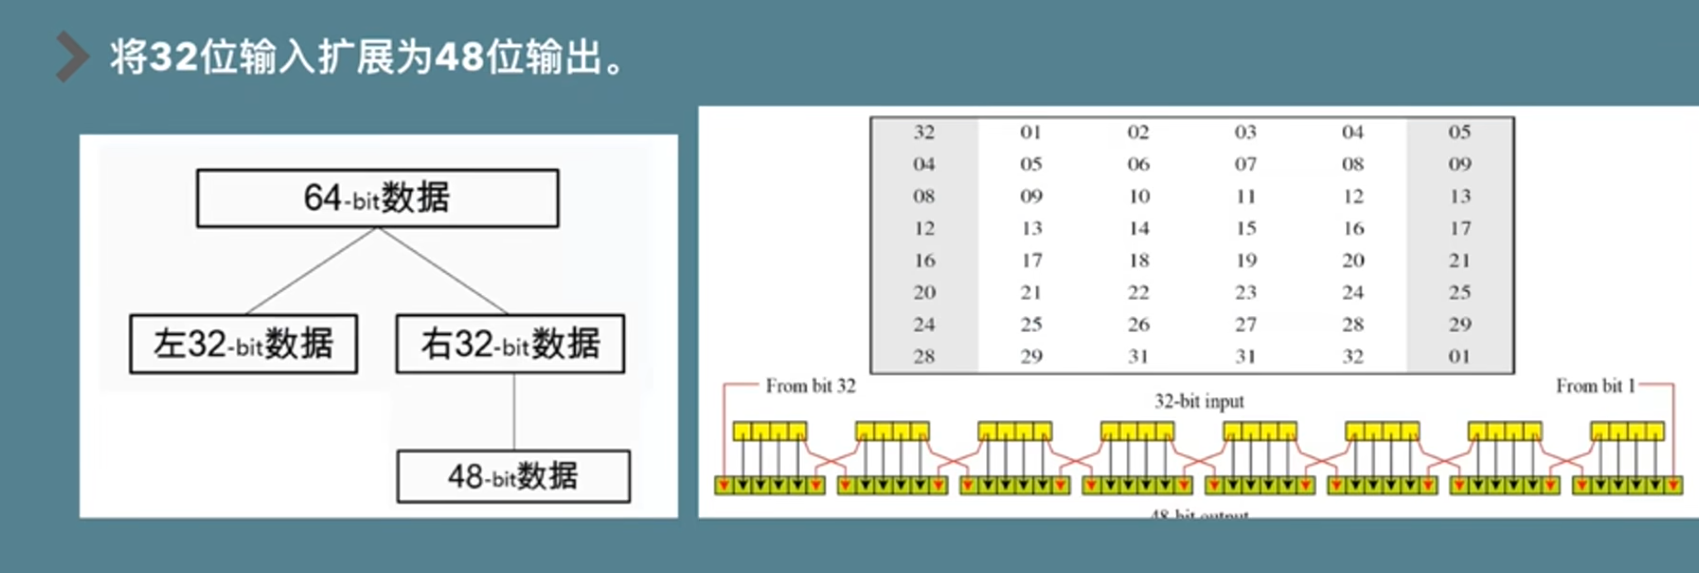 将32位输入扩展为48位输出。
64-bit数据
左32-bit数据 右32-bit数据
48-bit数据
32 01 02 03 04 05
04 05 06 07 08 09
08 09 10 11 12 13
12 13 14 15 16 17
16 17 18 19 20 21
20 21 22 23 24 25
24 25 26 27 28 29
28 29 31 31 32 01
From bit 32
From bit 1
32-bit input
48-bit output